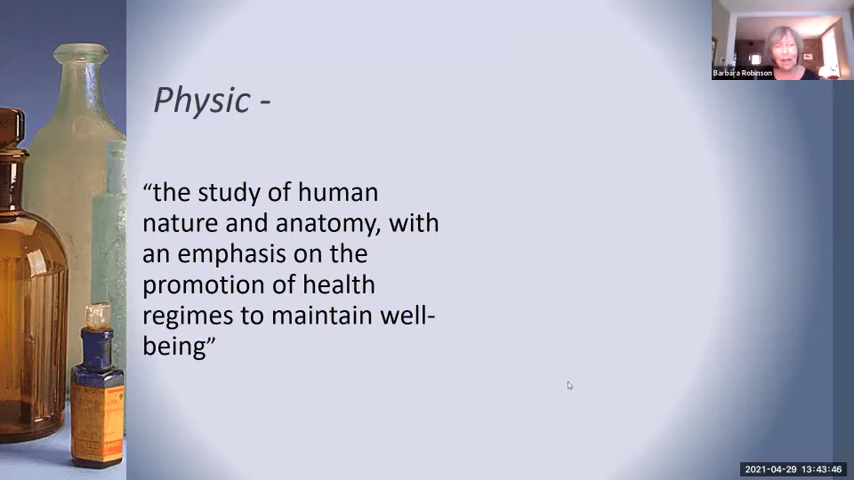 Barbara Robinson
Physic -
“the study of human
nature and anatomy, with
an emphasis on the
promotion of health
regimes to maintain well-
being”
2021-04-29 13:43:46